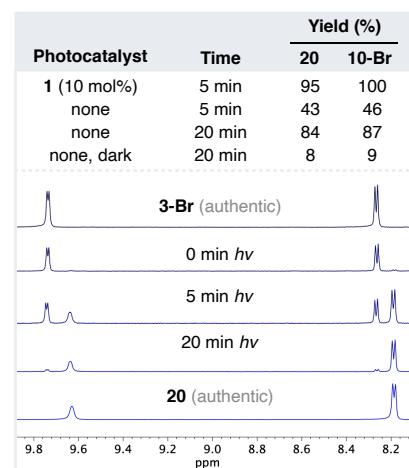 Yield (%)
Photocatalyst Time 20 10-Br
1 (10 mol%) 5 min 95 100
none 5 min 43 46
none 20 min 84 87
none, dark 20 min 8 9
3-Br (authentic)
0 min hv
5 min hv
20 min hv
20 (authentic)
9.8 9.6 9.4 9.2 9.0 8.8 8.6 8.4 8.2
ppm